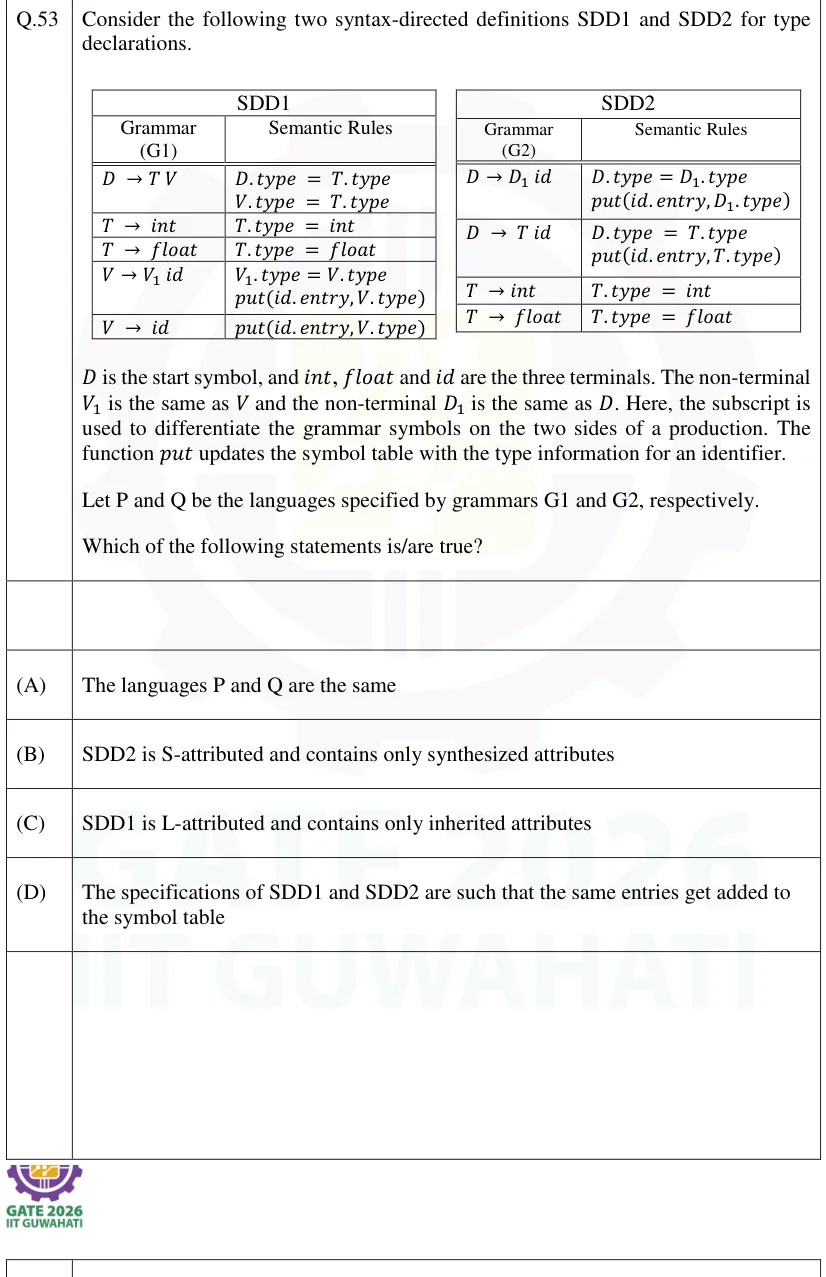 Q.53 Consider the following two syntax-directed definitions SDD1 and SDD2 for type
declarations.
SDD1
Grammar (G1) Semantic Rules
D → T V D.type = T.type
V.type = T.type
T → int T.type = int
T → float T.type = float
V → V₁ id V₁.type = V.type
put(id.entry, V.type)
V → id put(id.entry, V.type)
SDD2
Grammar (G2) Semantic Rules
D → D₁ id D.type = D₁.type
put(id.entry, D₁.type)
D → T id D.type = T.type
put(id.entry, T.type)
T → int T.type = int
T → float T.type = float
D is the start symbol, and int, float and id are the three terminals. The non-terminal
V₁ is the same as V and the non-terminal D₁ is the same as D. Here, the subscript is
used to differentiate the grammar symbols on the two sides of a production. The
function put updates the symbol table with the type information for an identifier.
Let P and Q be the languages specified by grammars G1 and G2, respectively.
Which of the following statements is/are true?
(A) The languages P and Q are the same
(B) SDD2 is S-attributed and contains only synthesized attributes
(C) SDD1 is L-attributed and contains only inherited attributes
(D) The specifications of SDD1 and SDD2 are such that the same entries get added to
the symbol table
GATE 2026
IIT GUWAHATI
GATE 2026
IIT GUWAHATI